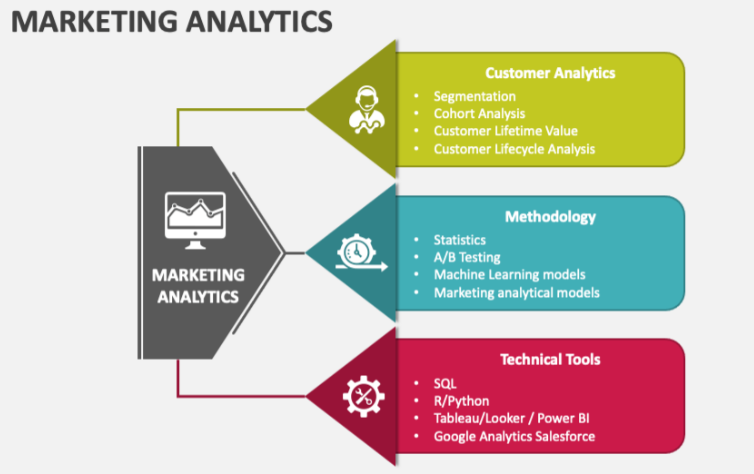 MARKETING ANALYTICS
MARKETING
ANALYTICS
Customer Analytics
• Segmentation
• Cohort Analysis
• Customer Lifetime Value
• Customer Lifecycle Analysis
Methodology
• Statistics
• A/B Testing
• Machine Learning models
• Marketing analytical models
Technical Tools
• SQL
• R/Python
• Tableau/Looker / Power BI
• Google Analytics Salesforce